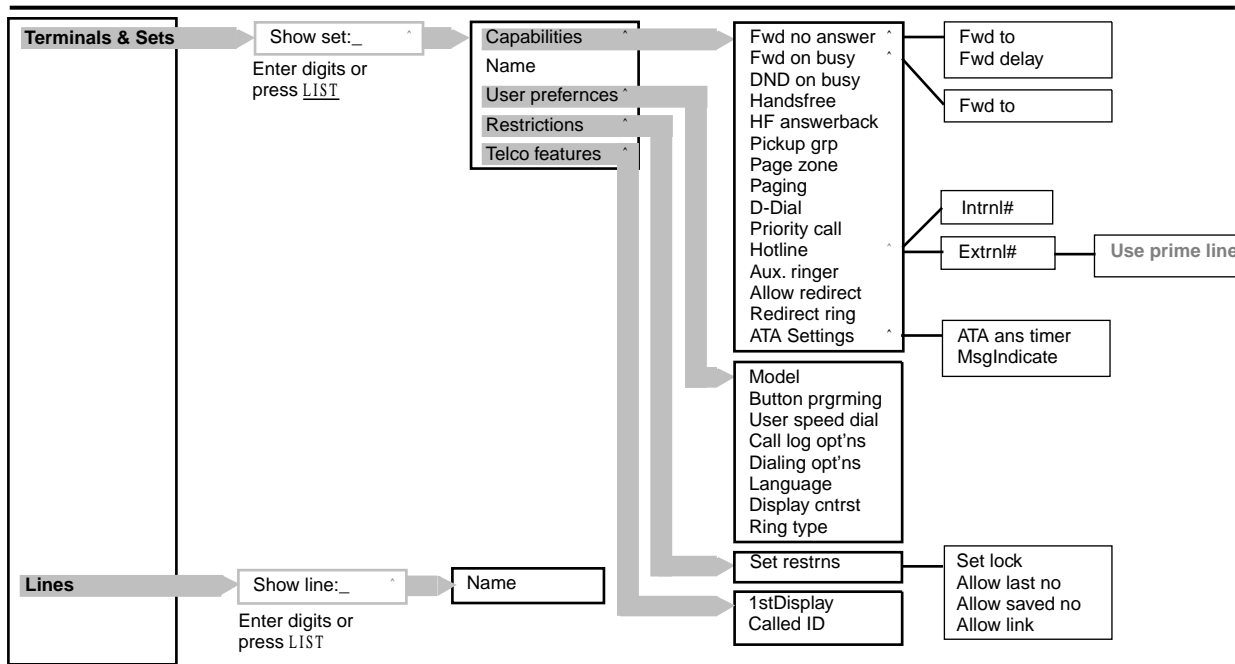 Terminals & Sets
Show set:_ ^
Enter digits or
press LIST
Capabilities ^
Name
User prefernces ^
Restrictions ^
Telco features ^
Fwd no answer ^
Fwd on busy ^
DND on busy
Handsfree
HF answerback
Pickup grp
Page zone
Paging
D-Dial
Priority call
Hotline ^
Aux. ringer
Allow redirect
Redirect ring
ATA Settings ^
Fwd to
Fwd delay
Fwd to
Intrnl#
Extrnl#
Use prime line
ATA ans timer
MsgIndicate
Model
Button prgrming
User speed dial
Call log opt’ns
Dialing opt’ns
Language
Display cntrst
Ring type
Set restrns
Set lock
Allow last no
Allow saved no
Allow link
1stDisplay
Called ID
Lines
Show line:_ ^
Enter digits or
press LIST
Name